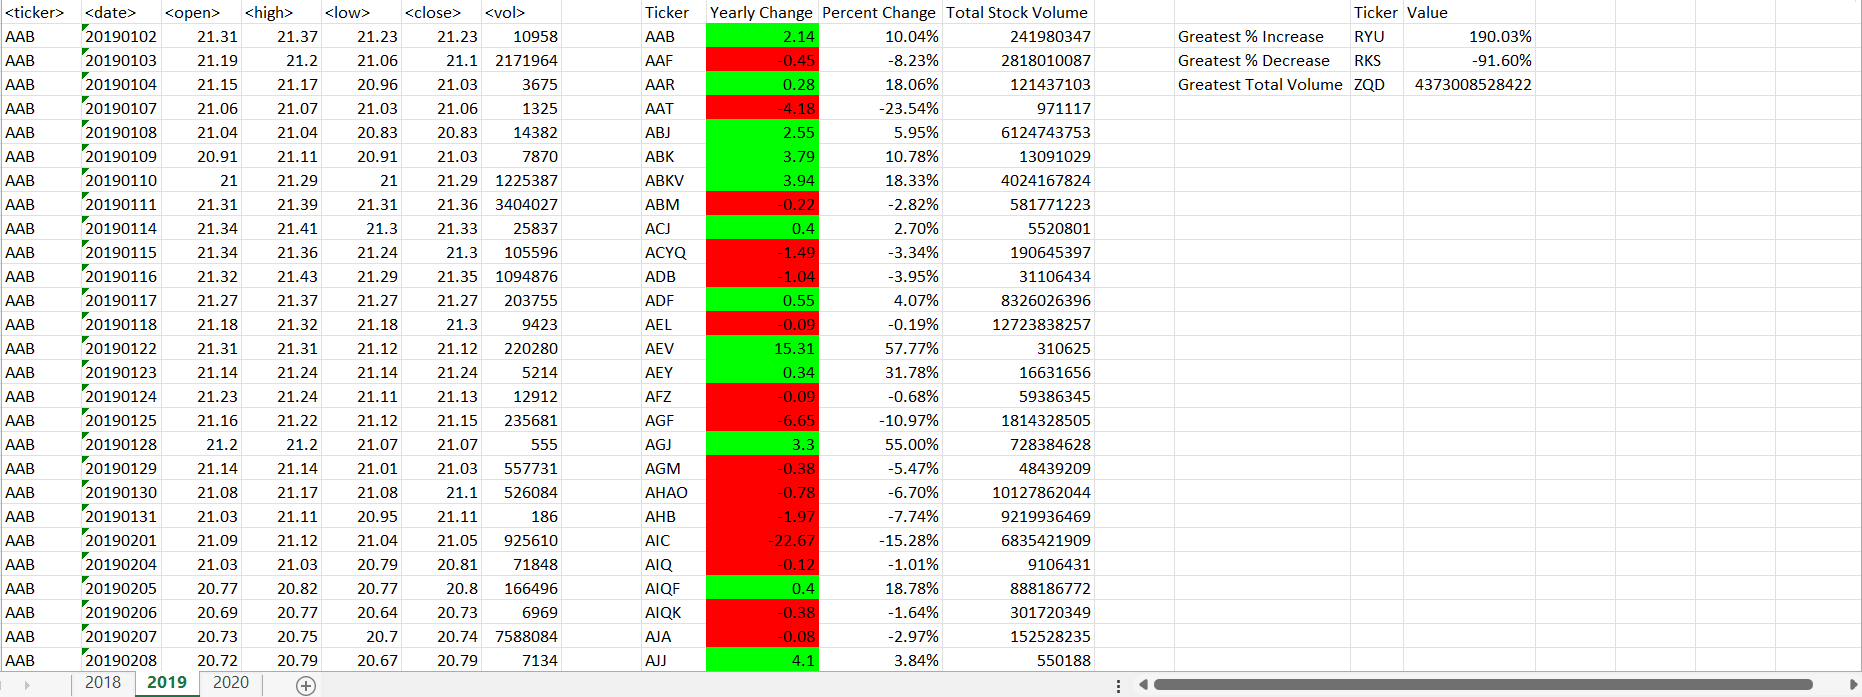 <ticker> <date> <open> <high> <low> <close> <vol> Ticker Yearly Change Percent Change Total Stock Volume Ticker Value
AAB 20190102 21.31 21.37 21.23 21.23 10958 AAB 2.14 10.04% 241980347 Greatest % Increase RYU 190.03%
AAB 20190103 21.19 21.2 21.06 21.1 2171964 AAF -0.45 -8.23% 2818010087 Greatest % Decrease RKS -91.60%
AAB 20190104 21.15 21.17 20.96 21.03 3675 AAR 0.28 18.06% 121437103 Greatest Total Volume ZQD 4373008528422
AAB 20190107 21.06 21.07 21.03 21.06 1325 AAT -4.18 -23.54% 971117
AAB 20190108 21.04 21.04 20.83 20.83 14382 ABJ 2.55 5.95% 6124743753
AAB 20190109 20.91 21.11 20.91 21.03 7870 ABK 3.79 10.78% 13091029
AAB 20190110 21 21.29 21 21.29 1225387 ABKV 3.94 18.33% 4024167824
AAB 20190111 21.31 21.39 21.31 21.36 3404027 ABM -0.22 -2.82% 581771223
AAB 20190114 21.34 21.41 21.3 21.33 25837 ACJ 0.4 2.70% 5520801
AAB 20190115 21.34 21.36 21.24 21.3 105596 ACYQ -1.49 -3.34% 190645397
AAB 20190116 21.32 21.43 21.29 21.35 1094876 ADB -1.04 -3.95% 31106434
AAB 20190117 21.27 21.37 21.27 21.27 203755 ADF 0.55 4.07% 8326026396
AAB 20190118 21.18 21.32 21.18 21.3 9423 AEL -0.09 -0.19% 12723838257
AAB 20190122 21.31 21.31 21.12 21.12 220280 AEV 15.31 57.77% 310625
AAB 20190123 21.14 21.24 21.14 21.24 5214 AEY 0.34 31.78% 16631656
AAB 20190124 21.23 21.24 21.11 21.13 12912 AFZ -0.09 -0.68% 59386345
AAB 20190125 21.16 21.22 21.12 21.15 235681 AGF -6.65 -10.97% 1814328505
AAB 20190128 21.2 21.2 21.07 21.07 555 AGJ 3.3 55.00% 728384628
AAB 20190129 21.14 21.14 21.01 21.03 557731 AGM -0.38 -5.47% 48439209
AAB 20190130 21.08 21.17 21.08 21.1 526084 AHAO -0.78 -6.70% 10127862044
AAB 20190131 21.03 21.11 20.95 21.11 186 AHB -1.97 -7.74% 9219936469
AAB 20190201 21.09 21.12 21.04 21.05 925610 AIC -22.67 -15.28% 6835421909
AAB 20190204 21.03 21.03 20.79 20.81 71848 AIQ -0.12 -1.01% 9106431
AAB 20190205 20.77 20.82 20.77 20.8 166496 AIQF 0.4 18.78% 888186772
AAB 20190206 20.69 20.77 20.64 20.73 6969 AIQK -0.38 -1.64% 301720349
AAB 20190207 20.73 20.75 20.7 20.74 7588084 AJA -0.08 -2.97% 152528235
AAB 20190208 20.72 20.79 20.67 20.79 7134 AJJ 4.1 3.84% 550188
2018 2019 2020